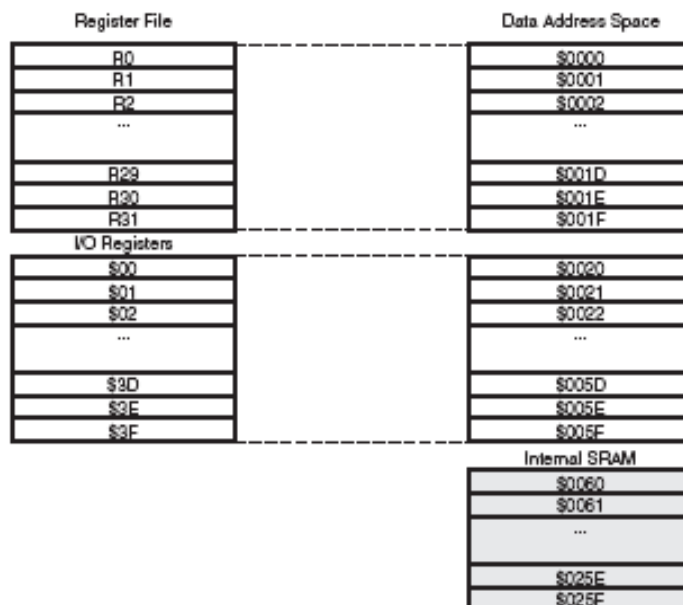 Register File
Data Address Space
R0
$0000
R1
$0001
R2
$0002
...
...
R29
$001D
R30
$001E
R31
$001F
I/O Registers
$00
$0020
$01
$0021
$02
$0022
...
...
$3D
$005D
$3E
$005E
$3F
$005F
Internal SRAM
$0060
$0061
...
$025E
$025F